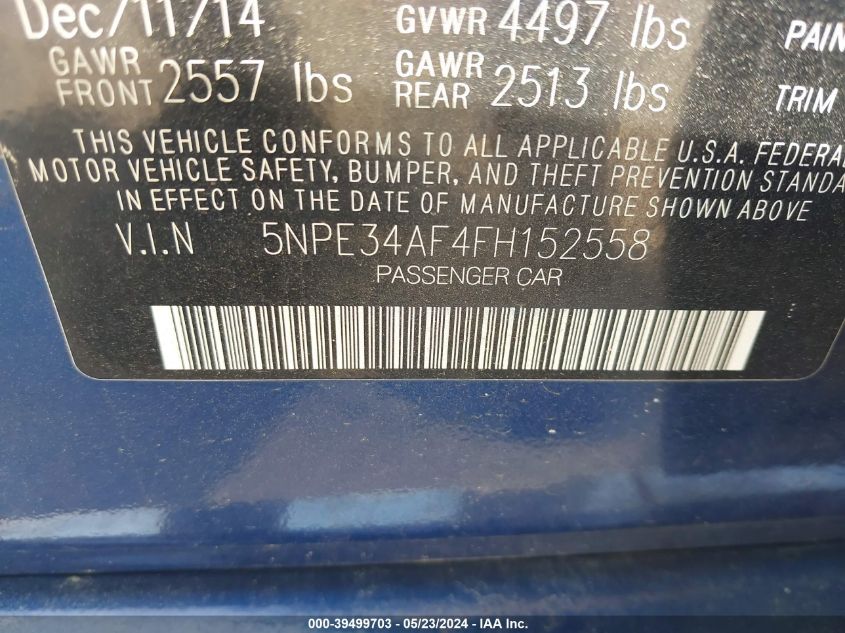 Dec/11/14 GVWR 4497 lbs PAIN
GAWR FRONT 2557 lbs GAWR REAR 2513 lbs TRIM
THIS VEHICLE CONFORMS TO ALL APPLICABLE U.S.A. FEDERA
MOTOR VEHICLE SAFETY, BUMPER, AND THEFT PREVENTION STANDA
IN EFFECT ON THE DATE OF MANUFACTURE SHOWN ABOVE
V.I.N 5NPE34AF4FH152558
PASSENGER CAR
000-39499703 - 05/23/2024 - IAA Inc.